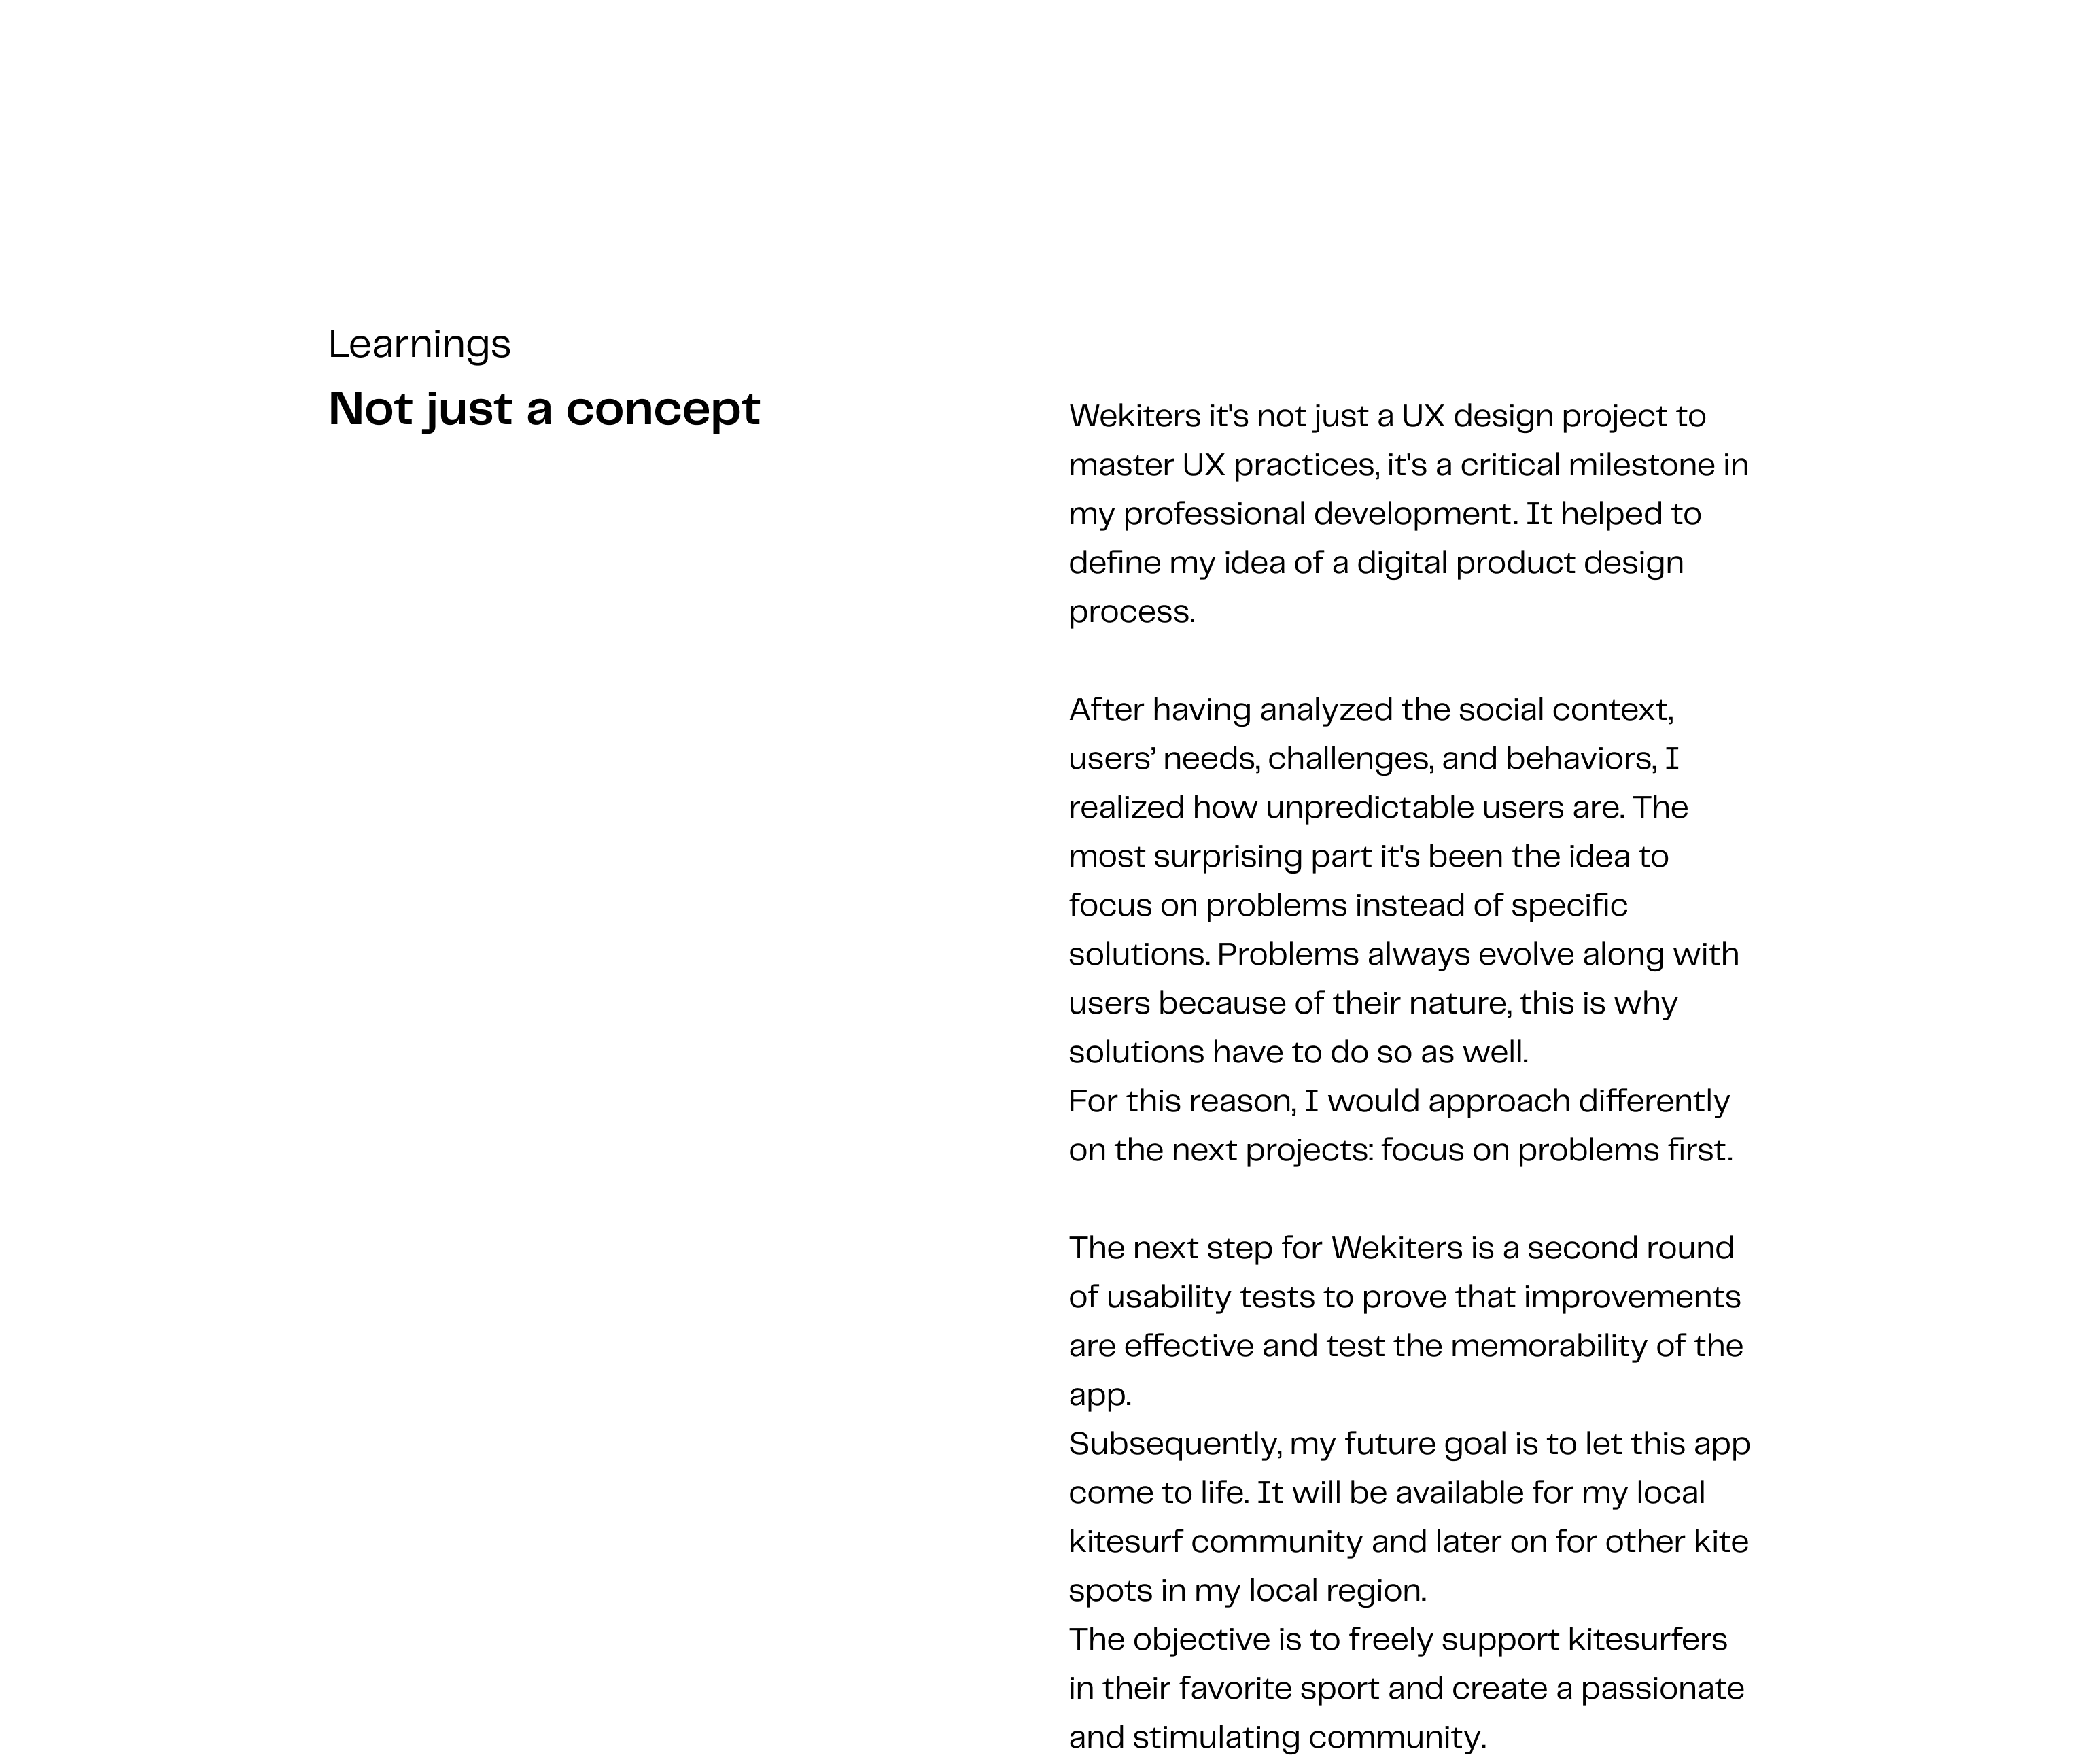 Learnings
Not just a concept
Wekiters it's not just a UX design project to
master UX practices, it's a critical milestone in
my professional development. It helped to
define my idea of a digital product design
process.
After having analyzed the social context,
users’ needs, challenges, and behaviors, I
realized how unpredictable users are. The
most surprising part it's been the idea to
focus on problems instead of specific
solutions. Problems always evolve along with
users because of their nature, this is why
solutions have to do so as well.
For this reason, I would approach differently
on the next projects: focus on problems first.
The next step for Wekiters is a second round
of usability tests to prove that improvements
are effective and test the memorability of the
app.
Subsequently, my future goal is to let this app
come to life. It will be available for my local
kitesurf community and later on for other kite
spots in my local region.
The objective is to freely support kitesurfers
in their favorite sport and create a passionate
and stimulating community.